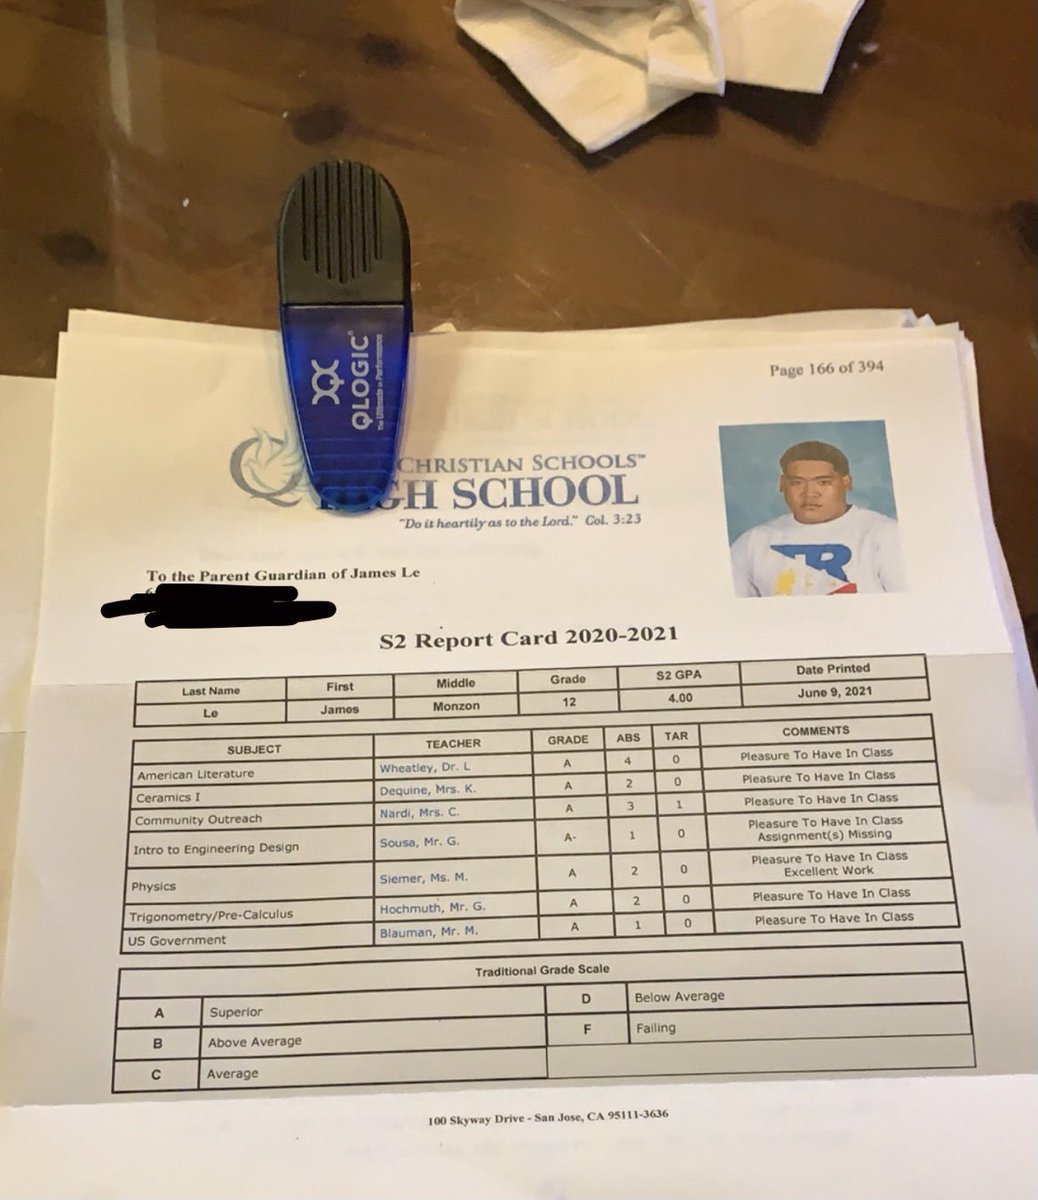 QLOGIC®
The Ultimate in Performance
Page 166 of 394
CHRISTIAN SCHOOLS™
GH SCHOOL
"Do it heartily as to the Lord." Col. 3:23
To the Parent Guardian of James Le
S2 Report Card 2020-2021
Last Name First Middle Grade S2 GPA Date Printed
Le James Monzon 12 4.00 June 9, 2021
SUBJECT TEACHER GRADE ABS TAR COMMENTS
American Literature Wheatley, Dr. L A 4 0 Pleasure To Have In Class
Ceramics I Dequine, Mrs. K. A 2 0 Pleasure To Have In Class
Community Outreach Nardi, Mrs. C. A 3 1 Pleasure To Have In Class
Intro to Engineering Design Sousa, Mr. G. A- 1 0 Pleasure To Have In Class
Assignment(s) Missing
Physics Siemer, Ms. M. A 2 0 Pleasure To Have In Class
Excellent Work
Trigonometry/Pre-Calculus Hochmuth, Mr. G. A 2 0 Pleasure To Have In Class
US Government Blauman, Mr. M. A 1 0 Pleasure To Have In Class
Traditional Grade Scale
A Superior D Below Average
B Above Average F Failing
C Average
100 Skyway Drive - San Jose, CA 95111-3636